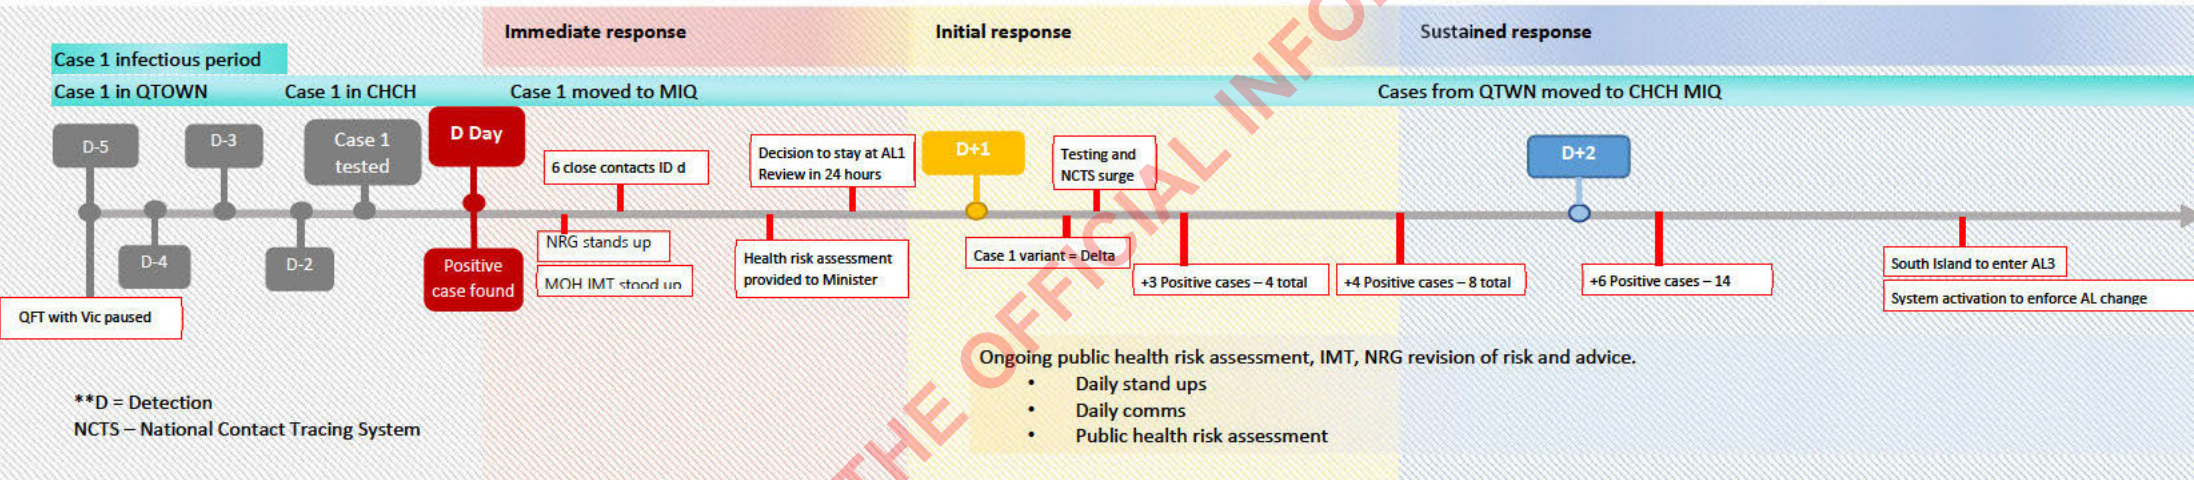 Immediate response
Initial response
Sustained response
Case 1 infectious period
Case 1 in QTOWN
Case 1 in CHCH
Case 1 moved to MIQ
Cases from QTWN moved to CHCH MIQ
D-5
D-3
Case 1
tested
D Day
6 close contacts ID d
Decision to stay at AL1
Review in 24 hours
D+1
Testing and
NCTS surge
D+2
D-4
D-2
Positive
case found
NRG stands up
MOH IMT stood up
Health risk assessment
provided to Minister
Case 1 variant = Delta
+3 Positive cases – 4 total
+4 Positive cases – 8 total
+6 Positive cases – 14
South Island to enter AL3
System activation to enforce AL change
QFT with Vic paused
Ongoing public health risk assessment, IMT, NRG revision of risk and advice.
• Daily stand ups
• Daily comms
• Public health risk assessment
**D = Detection
NCTS – National Contact Tracing System
THE OFFICIAL INFO